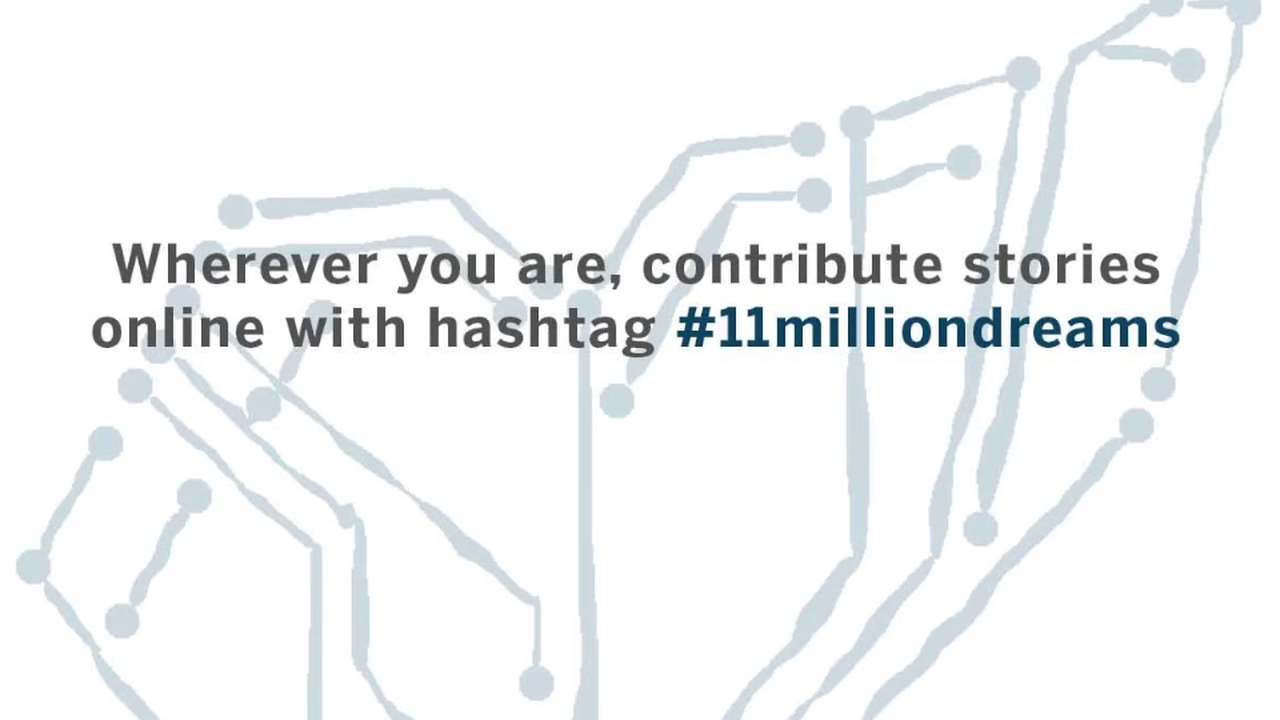 Wherever you are, contribute stories
online with hashtag #11milliondreams